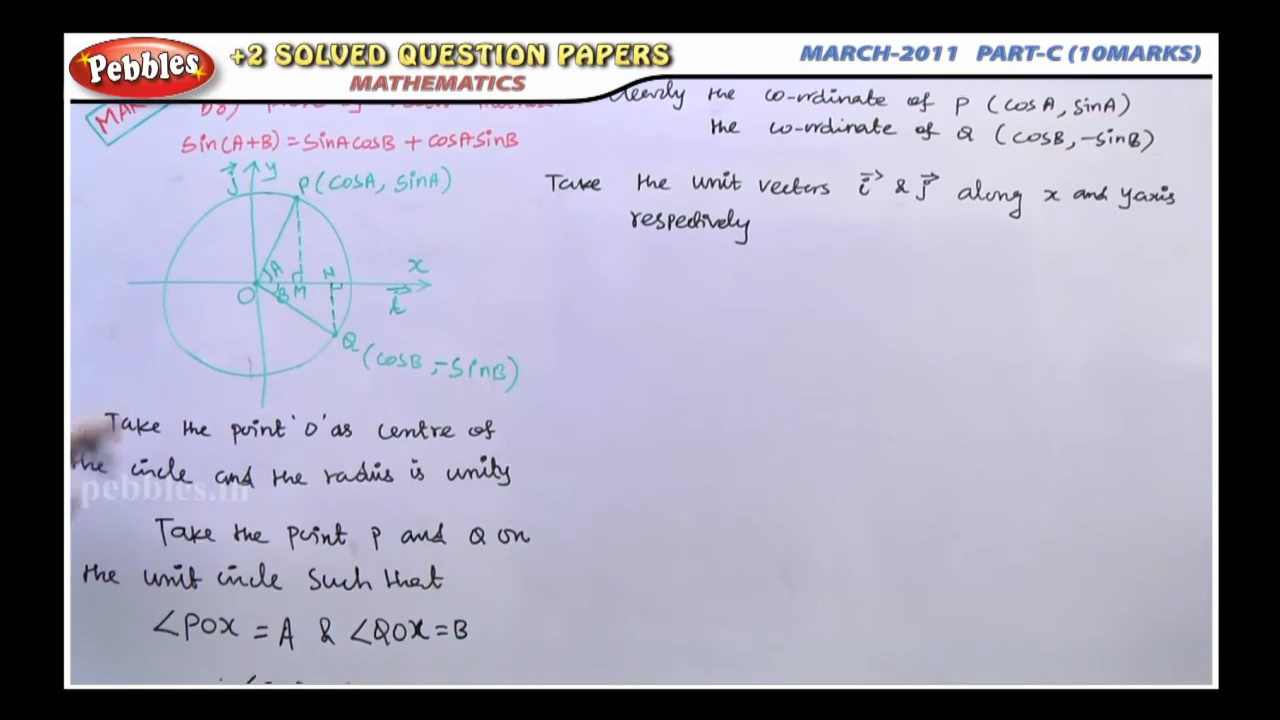 Pebbles
+2 SOLVED QUESTION PAPERS
MATHEMATICS
MARCH-2011 PART-C (10MARKS)
Sin(A+B) = SinA cosB + cosA SinB
j y
P(cosA, sinA)
A
x
O B M N
i
Q (cosB, -SinB)
Take the point 'O' as centre of
the circle and the radius is unity
pebbles.in
Take the point P and Q on
the unit circle such that
∠POX = A & ∠QOX = B
Clearly the co-ordinate of P (cosA, sinA)
the co-ordinate of Q (cosB, -sinB)
Take the unit vectors i & j along x and y axis
respectively